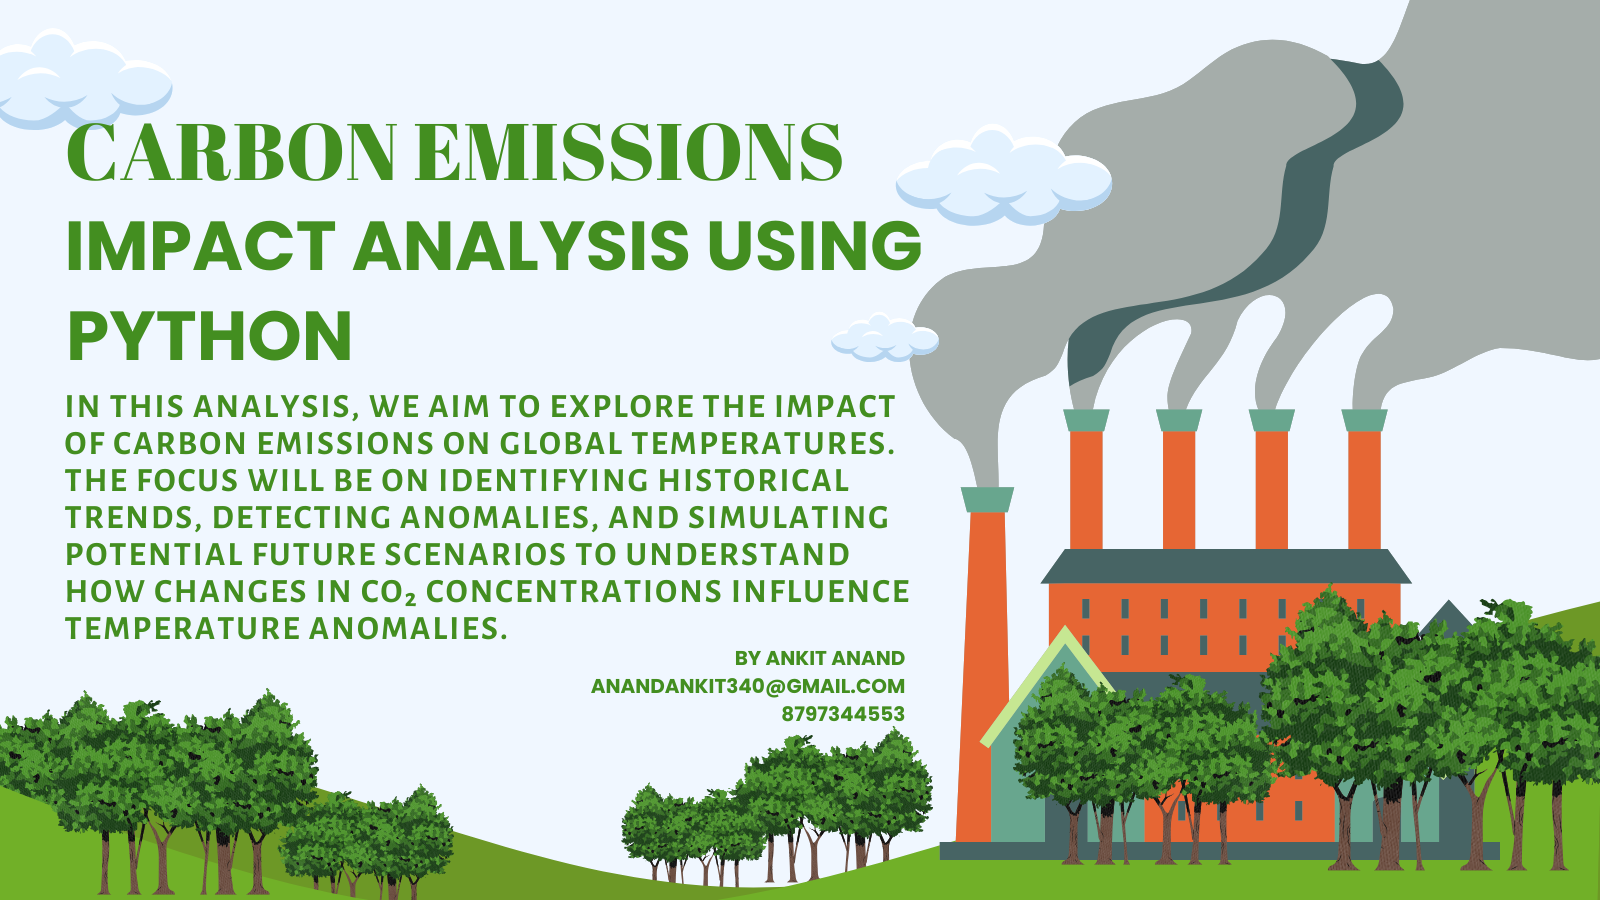 CARBON EMISSIONS
IMPACT ANALYSIS USING
PYTHON
IN THIS ANALYSIS, WE AIM TO EXPLORE THE IMPACT
OF CARBON EMISSIONS ON GLOBAL TEMPERATURES.
THE FOCUS WILL BE ON IDENTIFYING HISTORICAL
TRENDS, DETECTING ANOMALIES, AND SIMULATING
POTENTIAL FUTURE SCENARIOS TO UNDERSTAND
HOW CHANGES IN CO₂ CONCENTRATIONS INFLUENCE
TEMPERATURE ANOMALIES.
BY ANKIT ANAND
ANANDANKIT340@GMAIL.COM
8797344553